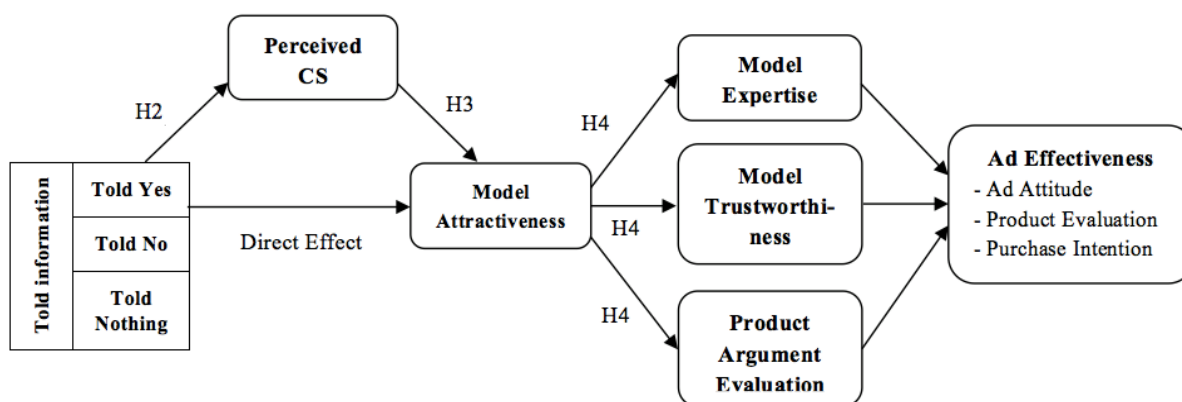 Perceived
CS
H2
H3
Told information
Told Yes
Told No
Told
Nothing
Direct Effect
Model
Attractiveness
H4
H4
H4
Model
Expertise
Model
Trustworthi-
ness
Product
Argument
Evaluation
Ad Effectiveness
- Ad Attitude
- Product Evaluation
- Purchase Intention